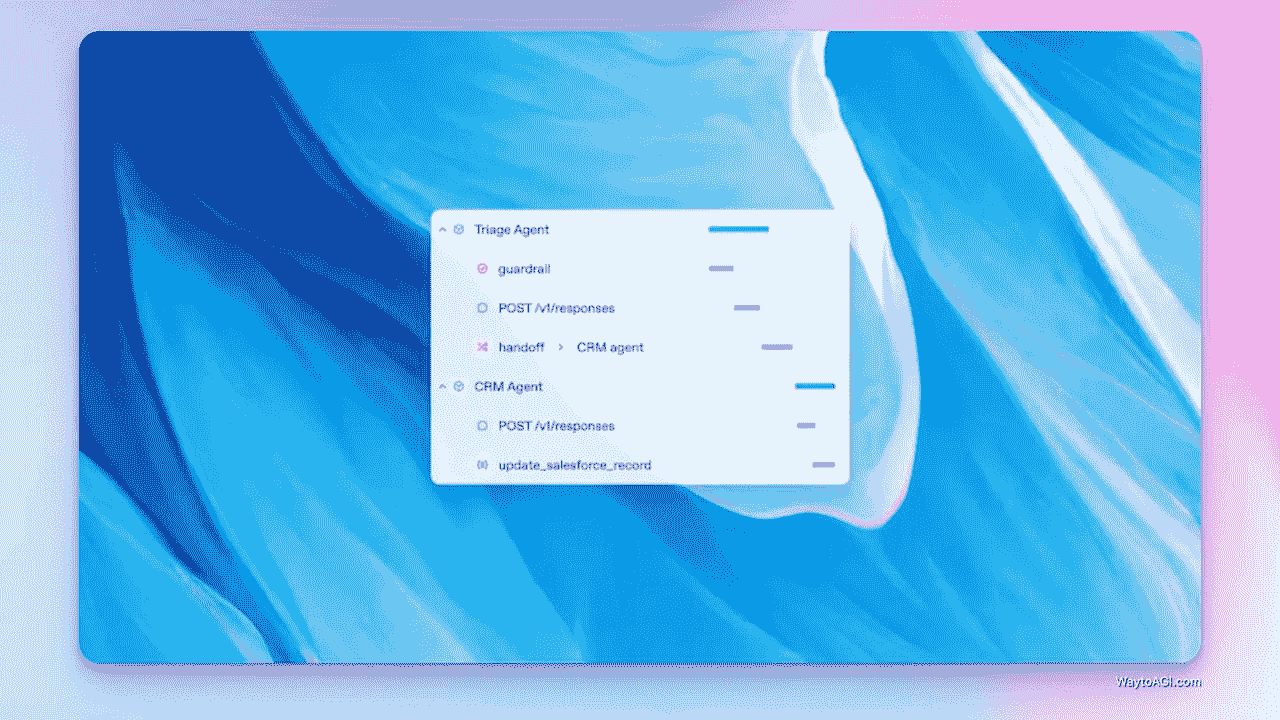 Triage Agent
guardrail
POST /v1/responses
handoff > CRM agent
CRM Agent
POST /v1/responses
update_salesforce_record
WaytoAGI.com